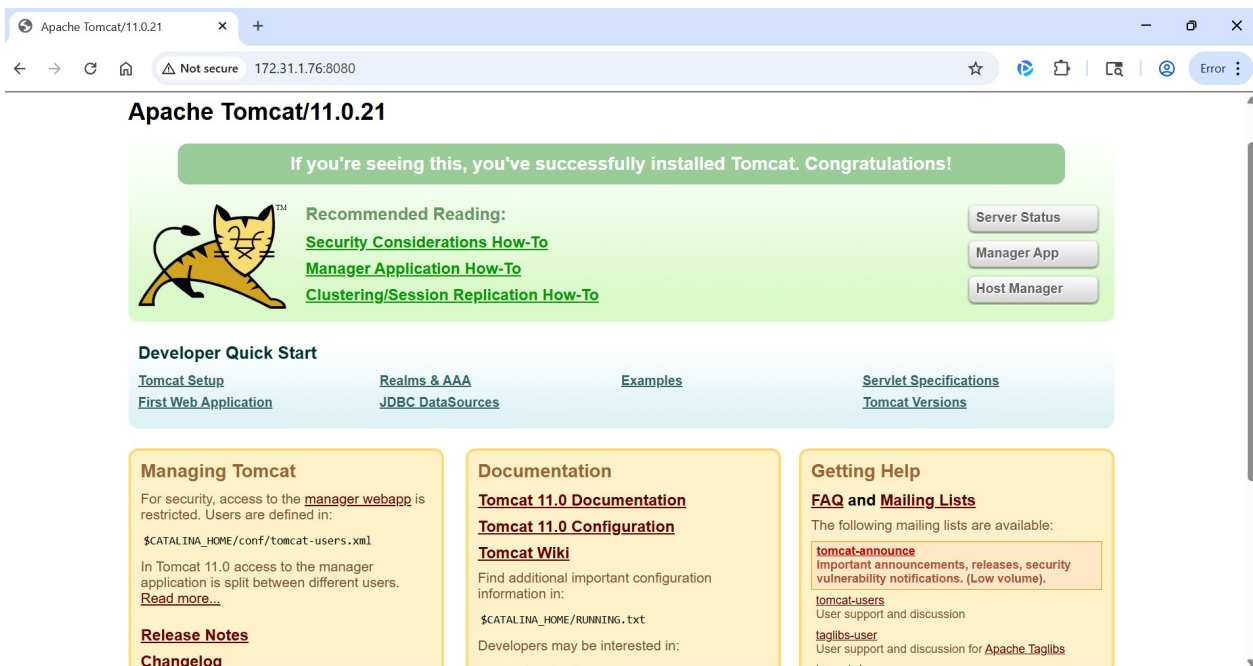 Apache Tomcat/11.0.21
Not secure 172.31.1.76:8080
Error
Apache Tomcat/11.0.21
If you're seeing this, you've successfully installed Tomcat. Congratulations!
TM
Recommended Reading:
Security Considerations How-To
Manager Application How-To
Clustering/Session Replication How-To
Server Status
Manager App
Host Manager
Developer Quick Start
Tomcat Setup
First Web Application
Realms & AAA
JDBC DataSources
Examples
Servlet Specifications
Tomcat Versions
Managing Tomcat
For security, access to the manager webapp is
restricted. Users are defined in:
$CATALINA_HOME/conf/tomcat-users.xml
In Tomcat 11.0 access to the manager
application is split between different users.
Read more...
Release Notes
Changelog
Documentation
Tomcat 11.0 Documentation
Tomcat 11.0 Configuration
Tomcat Wiki
Find additional important configuration
information in:
$CATALINA_HOME/RUNNING.txt
Developers may be interested in:
Getting Help
FAQ and Mailing Lists
The following mailing lists are available:
tomcat-announce
Important announcements, releases, security
vulnerability notifications. (Low volume).
tomcat-users
User support and discussion
taglibs-user
User support and discussion for Apache Taglibs